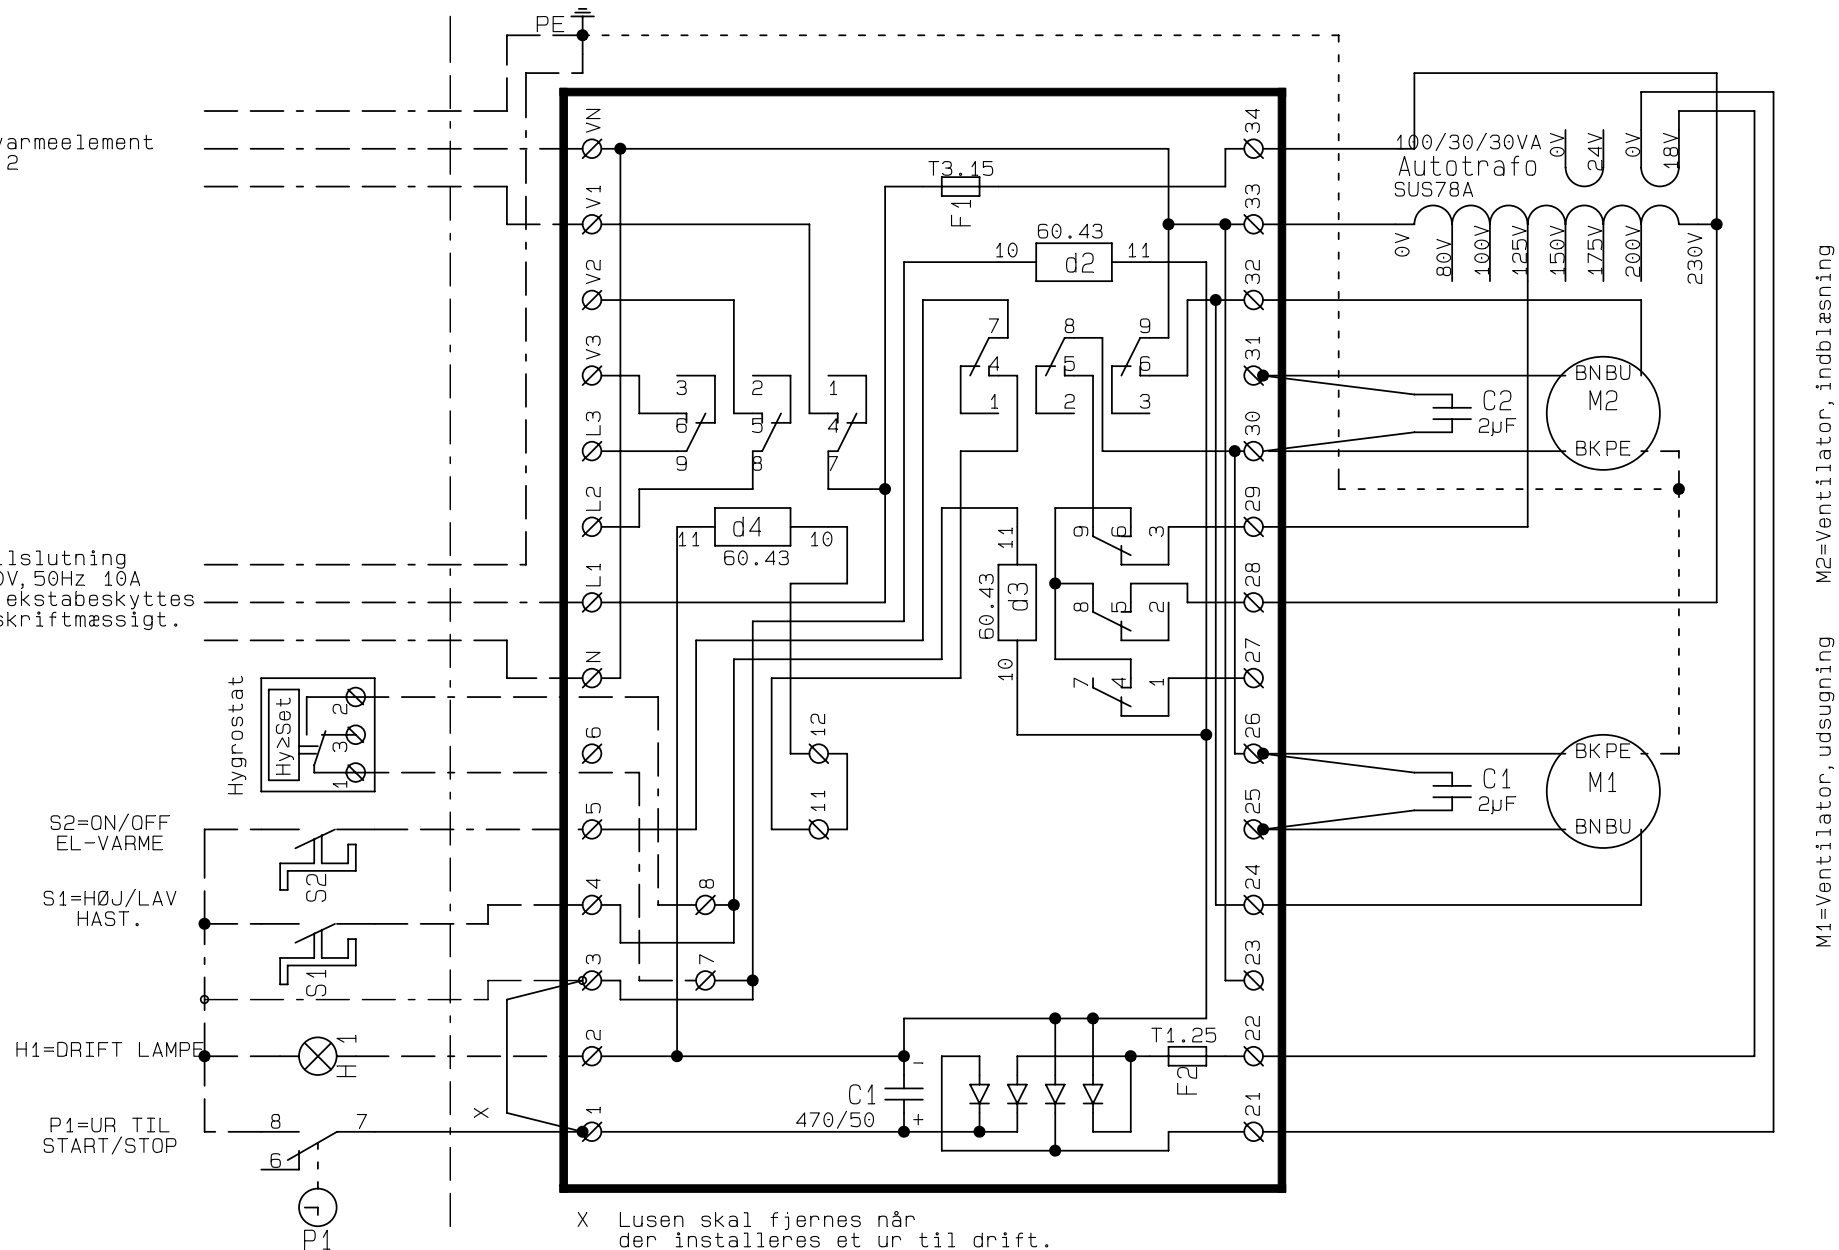 PE
varmeelement
2
llslutning
0V,50Hz 10A
ekstabeskyttes
skriftmæssigt.
Hygrostat
Hy≥Set
2
3
1
S2=ON/OFF
EL-VARME
S2
S1=HØJ/LAV
HAST.
S1
H1=DRIFT LAMPE
H1
P1=UR TIL
START/STOP
8
7
6
P1
X
VN
V1
V2
V3
L3
L2
L1
N
6
5
4
3
2
1
T3.15
F1
60.43
10
d2
11
3
2
1
6
5
4
9
8
7
7
8
9
4
5
6
1
2
3
11
d4
10
60.43
11
60.43
d3
10
9
6
3
8
5
2
7
4
1
12
11
8
7
C1
470/50
-
+
T1.25
F2
34
33
32
31
30
29
28
27
26
25
24
23
22
21
100/30/30VA
Autotrafo
SUS78A
0V
24V
0V
18V
0V
80V
100V
125V
150V
175V
200V
230V
BN BU
M2
BK PE
C2
2µF
BK PE
M1
BN BU
C1
2µF
M2=Ventilator,indblæsning
M1=Ventilator,udsugning
X Lusen skal fjernes når
der installeres et ur til drift.